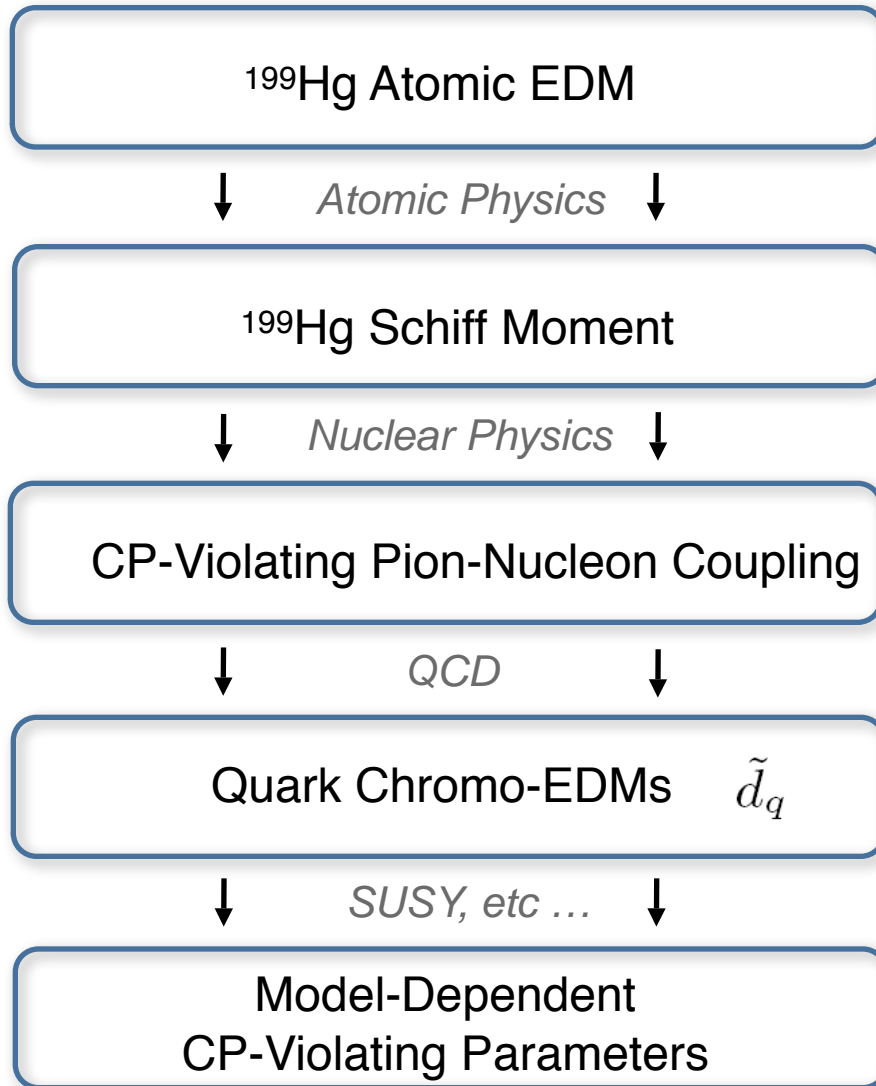 ¹⁹⁹Hg Atomic EDM
Atomic Physics
¹⁹⁹Hg Schiff Moment
Nuclear Physics
CP-Violating Pion-Nucleon Coupling
QCD
Quark Chromo-EDMs d̃_q
SUSY, etc …
Model-Dependent
CP-Violating Parameters